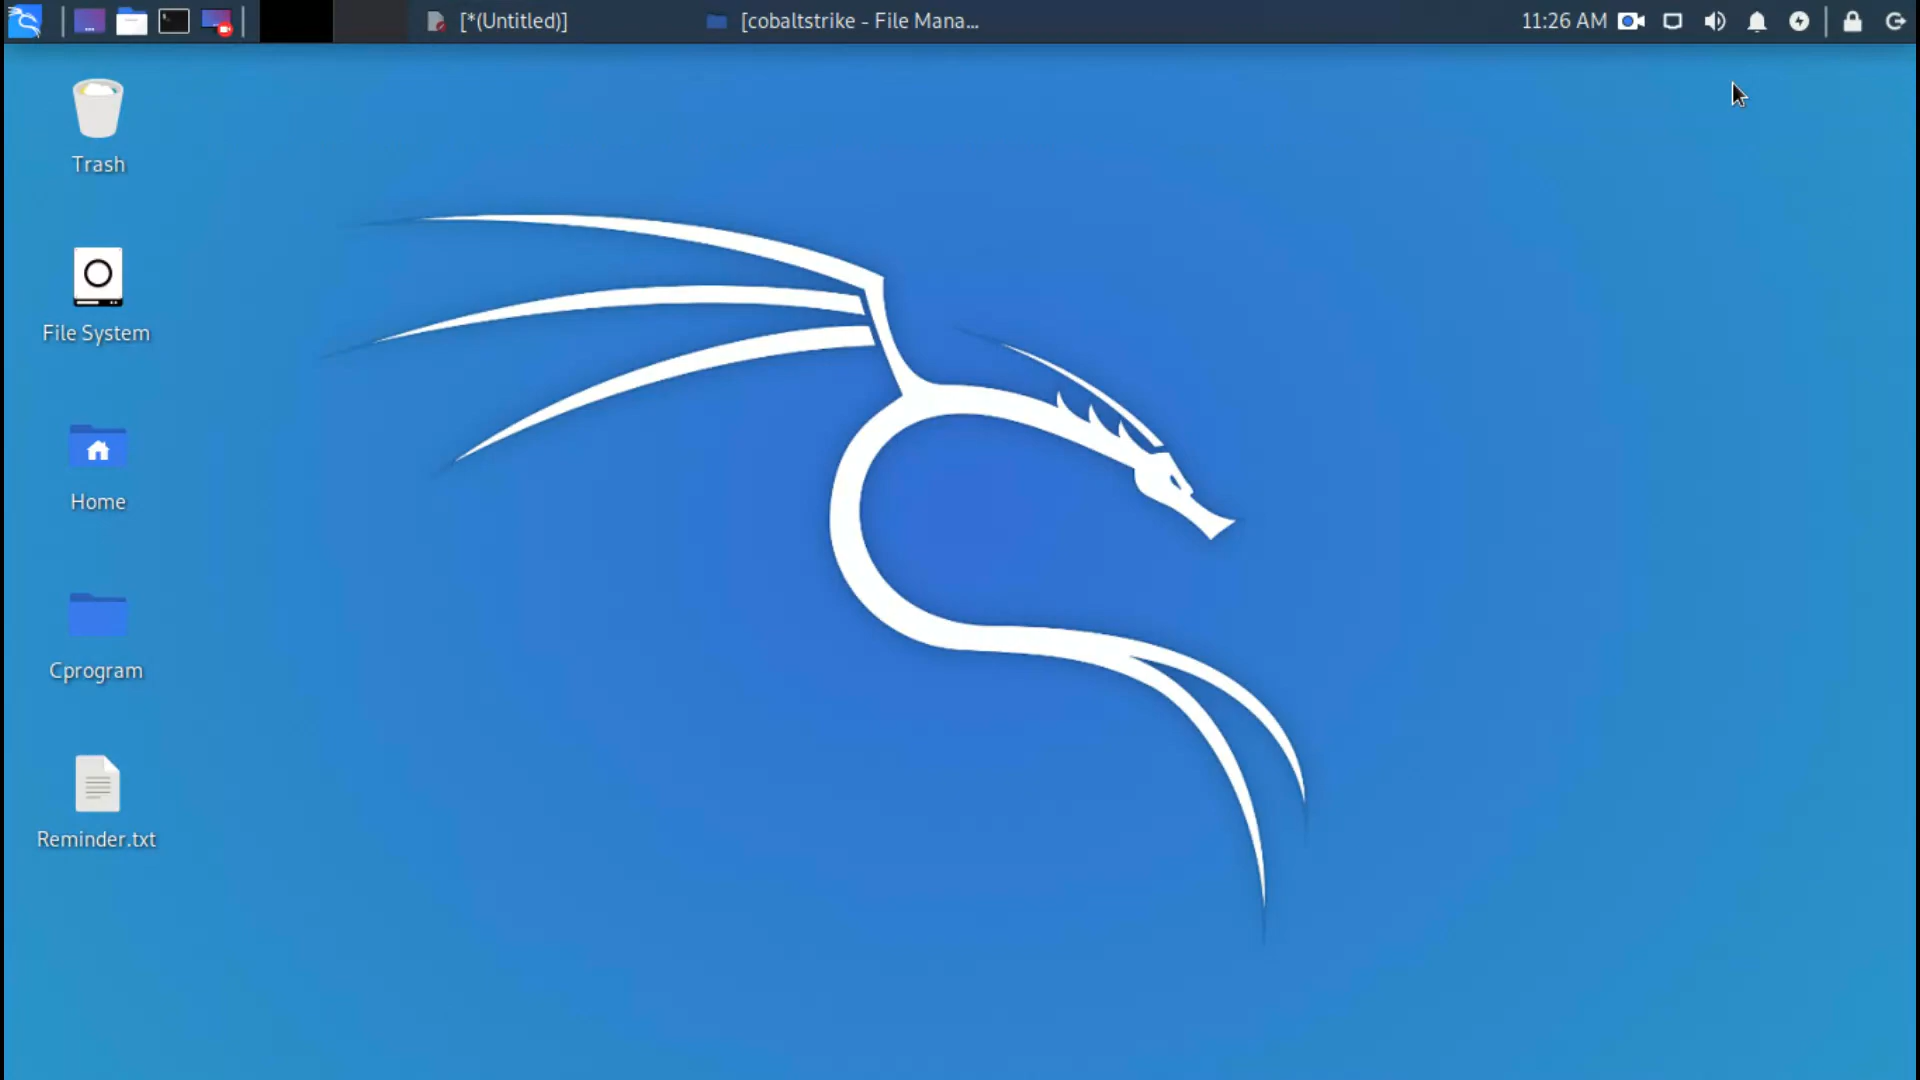 [*(Untitled)]
[cobaltstrike - File Mana...
11:26 AM
Trash
File System
Home
Cprogram
Reminder.txt